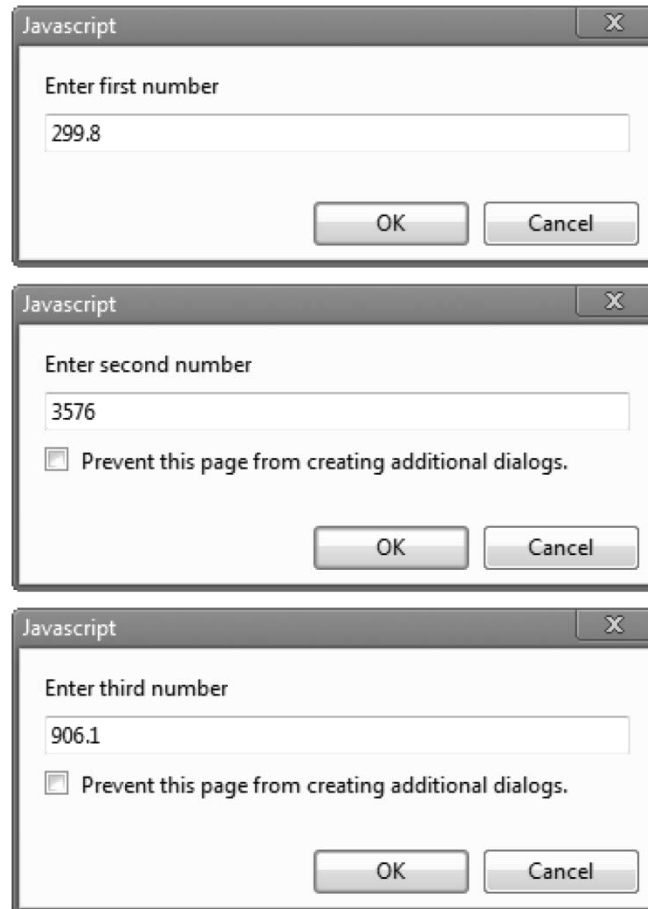 Javascript X
Enter first number
299.8
OK Cancel
Javascript X
Enter second number
3576
Prevent this page from creating additional dialogs.
OK Cancel
Javascript X
Enter third number
906.1
Prevent this page from creating additional dialogs.
OK Cancel